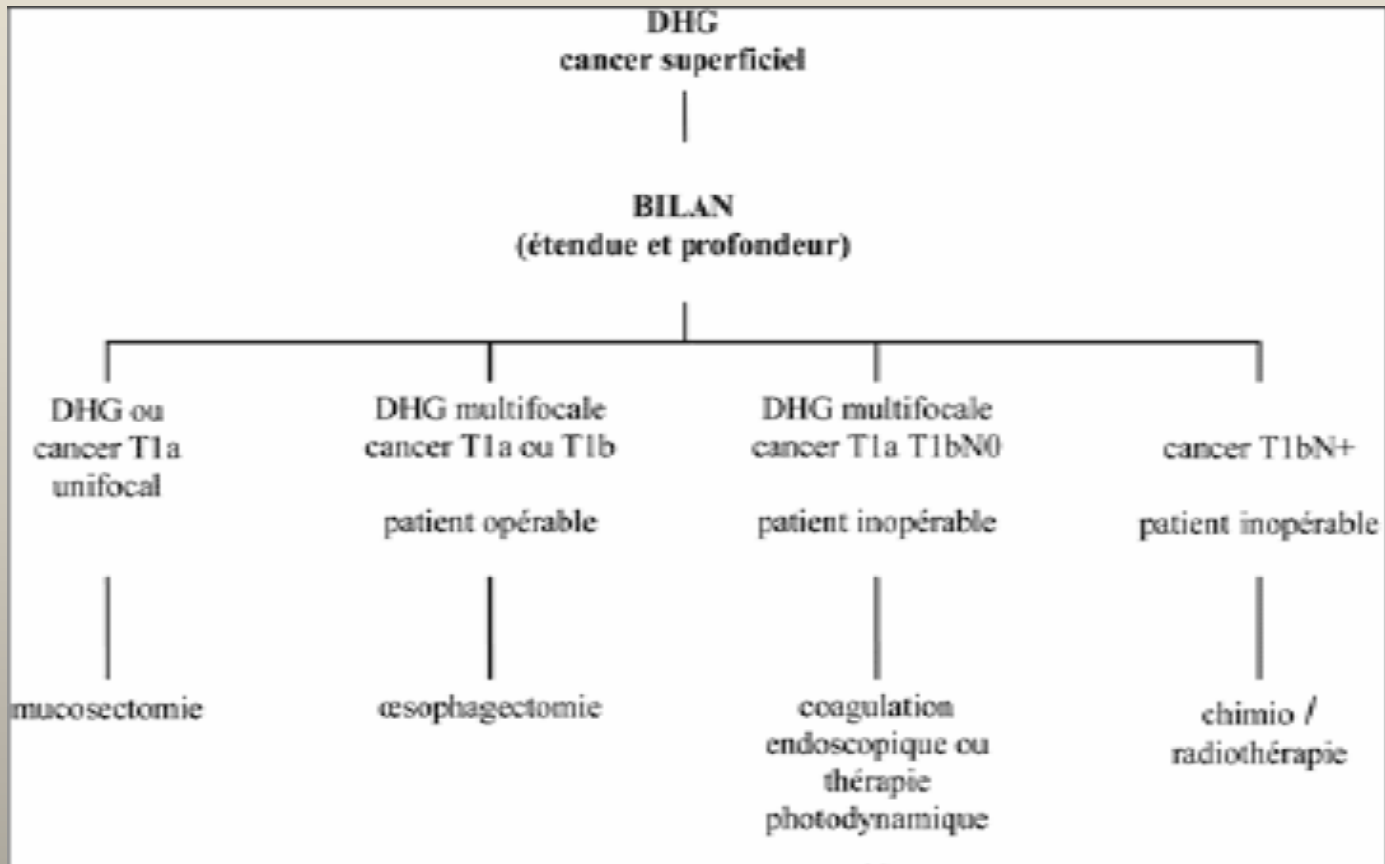 DHG
cancer superficiel
BILAN
(étendue et profondeur)
DHG ou
cancer T1a
unifocal
DHG multifocale
cancer T1a ou T1b
patient opérable
DHG multifocale
cancer T1a T1bN0
patient inopérable
cancer T1bN+
patient inopérable
mucosectomie
œsophagectomie
coagulation
endoscopique ou
thérapie
photodynamique
chimio /
radiothérapie